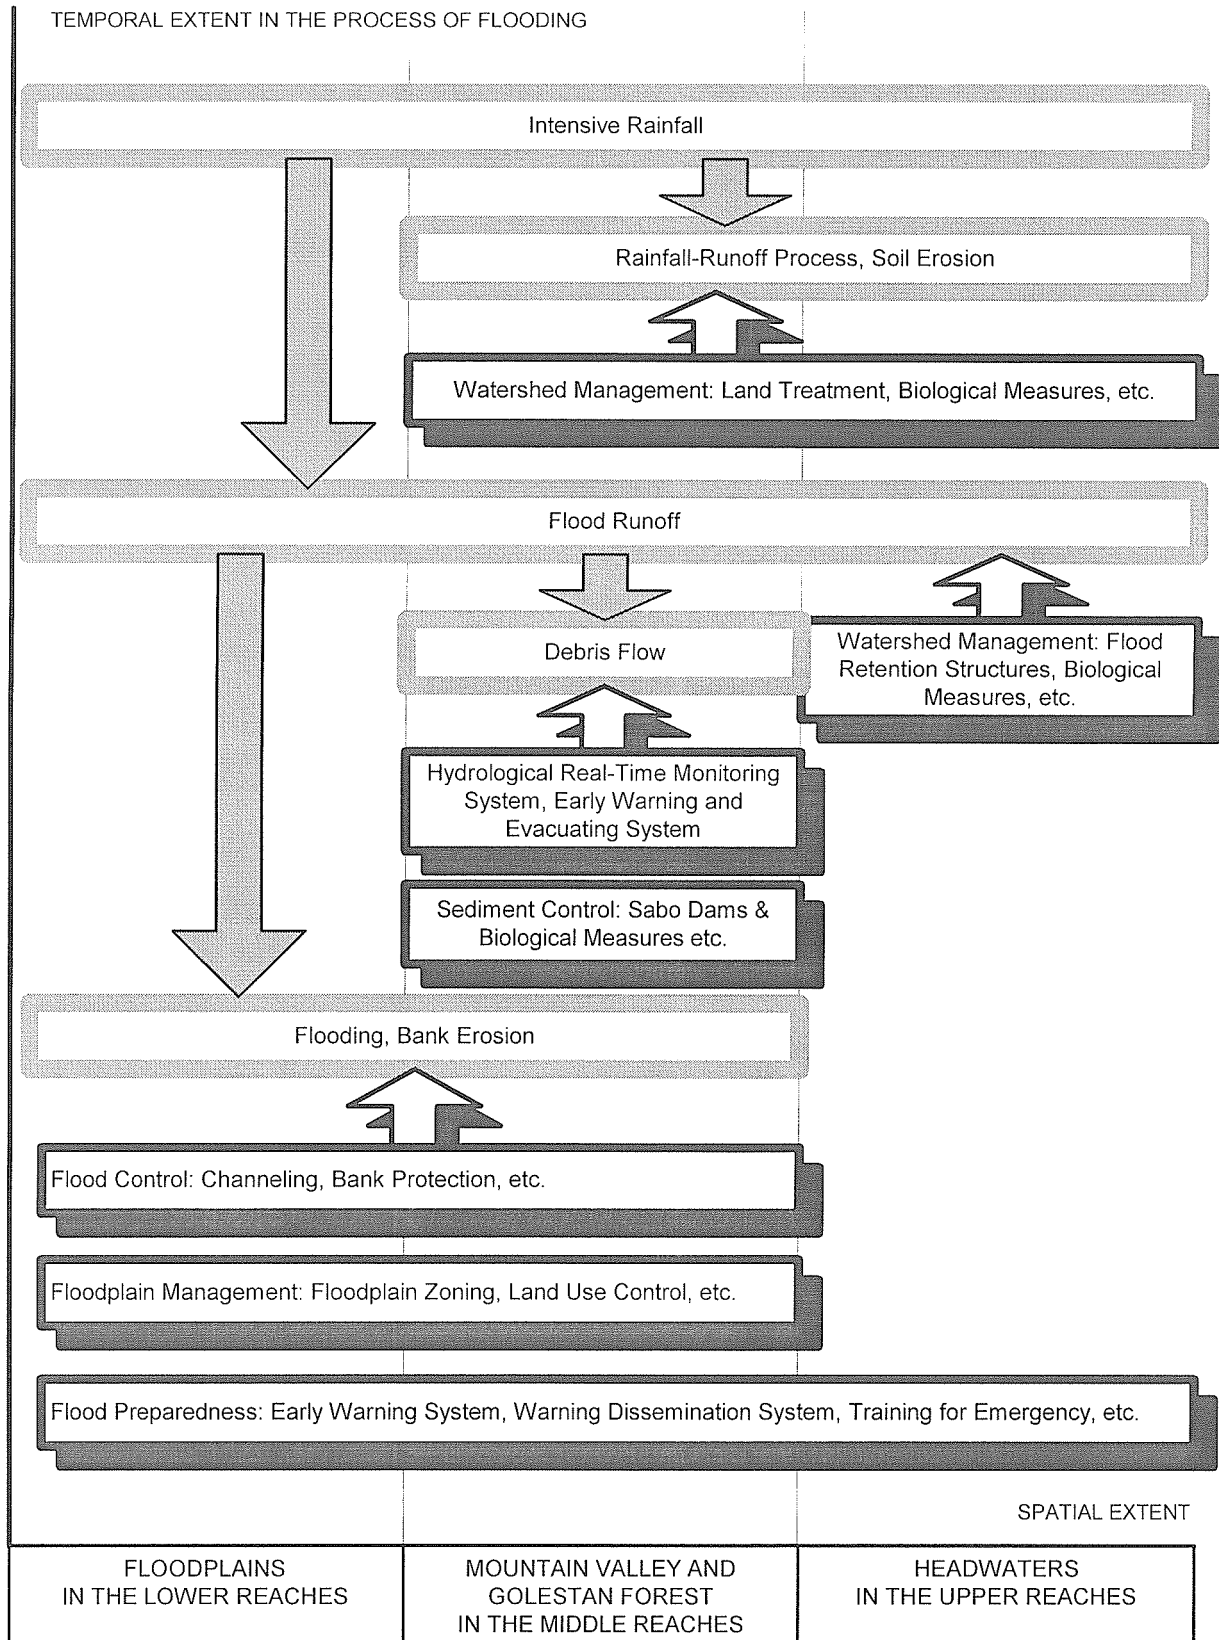 TEMPORAL EXTENT IN THE PROCESS OF FLOODING
Intensive Rainfall
Rainfall-Runoff Process, Soil Erosion
Watershed Management: Land Treatment, Biological Measures, etc.
Flood Runoff
Debris Flow
Watershed Management: Flood
Retention Structures, Biological
Measures, etc.
Hydrological Real-Time Monitoring
System, Early Warning and
Evacuating System
Sediment Control: Sabo Dams &
Biological Measures etc.
Flooding, Bank Erosion
Flood Control: Channeling, Bank Protection, etc.
Floodplain Management: Floodplain Zoning, Land Use Control, etc.
Flood Preparedness: Early Warning System, Warning Dissemination System, Training for Emergency, etc.
SPATIAL EXTENT
FLOODPLAINS
IN THE LOWER REACHES
MOUNTAIN VALLEY AND
GOLESTAN FOREST
IN THE MIDDLE REACHES
HEADWATERS
IN THE UPPER REACHES